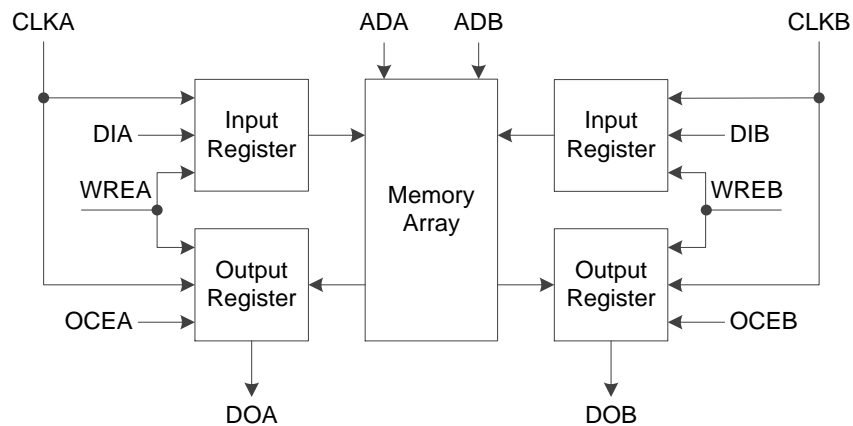 CLKA
ADA
ADB
CLKB
Input
Register
Input
Register
DIA
DIB
WREA
Memory
Array
WREB
Output
Register
Output
Register
OCEA
OCEB
DOA
DOB